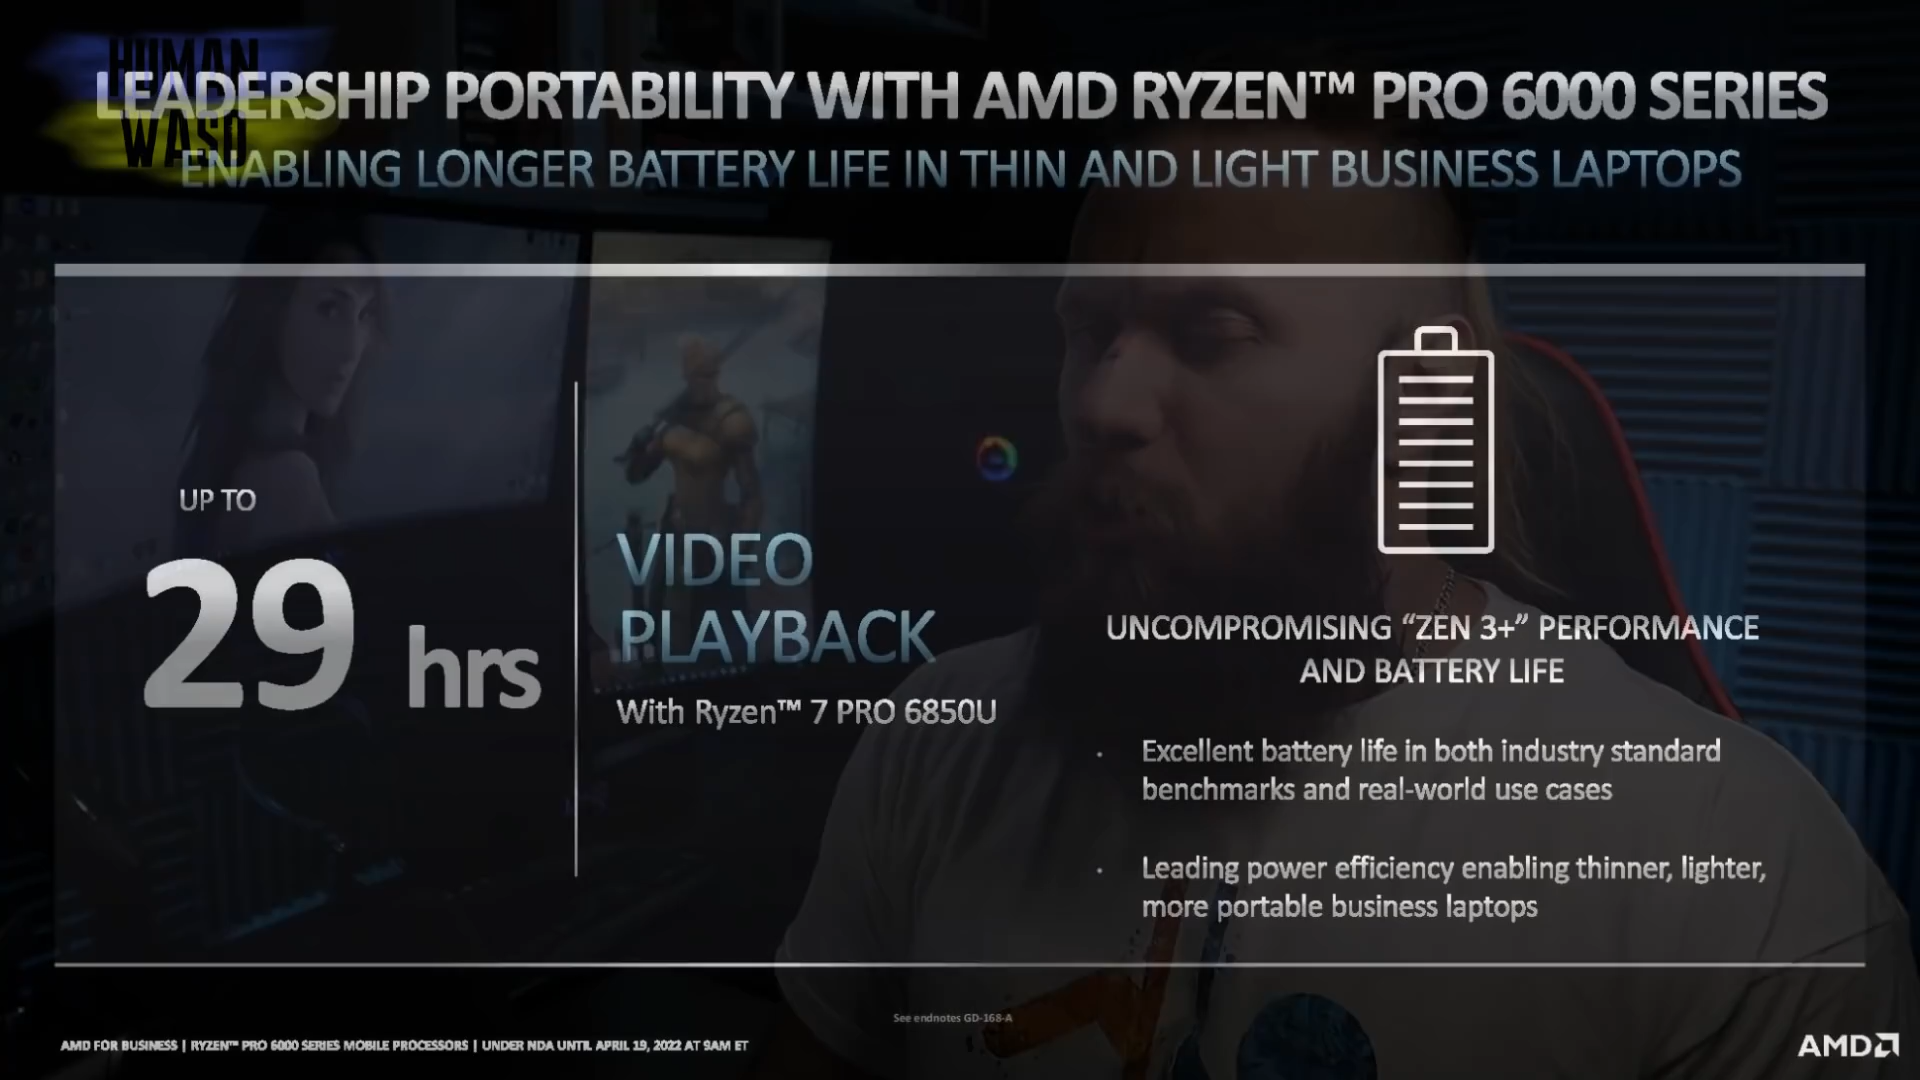 HUMAN
LEADERSHIP PORTABILITY WITH AMD RYZEN™ PRO 6000 SERIES
WASD
ENABLING LONGER BATTERY LIFE IN THIN AND LIGHT BUSINESS LAPTOPS
UP TO
29 hrs
VIDEO
PLAYBACK
With Ryzen™ 7 PRO 6850U
UNCOMPROMISING “ZEN 3+” PERFORMANCE
AND BATTERY LIFE
• Excellent battery life in both industry standard
benchmarks and real-world use cases
• Leading power efficiency enabling thinner, lighter,
more portable business laptops
See endnotes GD-168-A
AMD FOR BUSINESS | RYZEN™ PRO 6000 SERIES MOBILE PROCESSORS | UNDER NDA UNTIL APRIL 19, 2022 AT 9AM ET
AMD